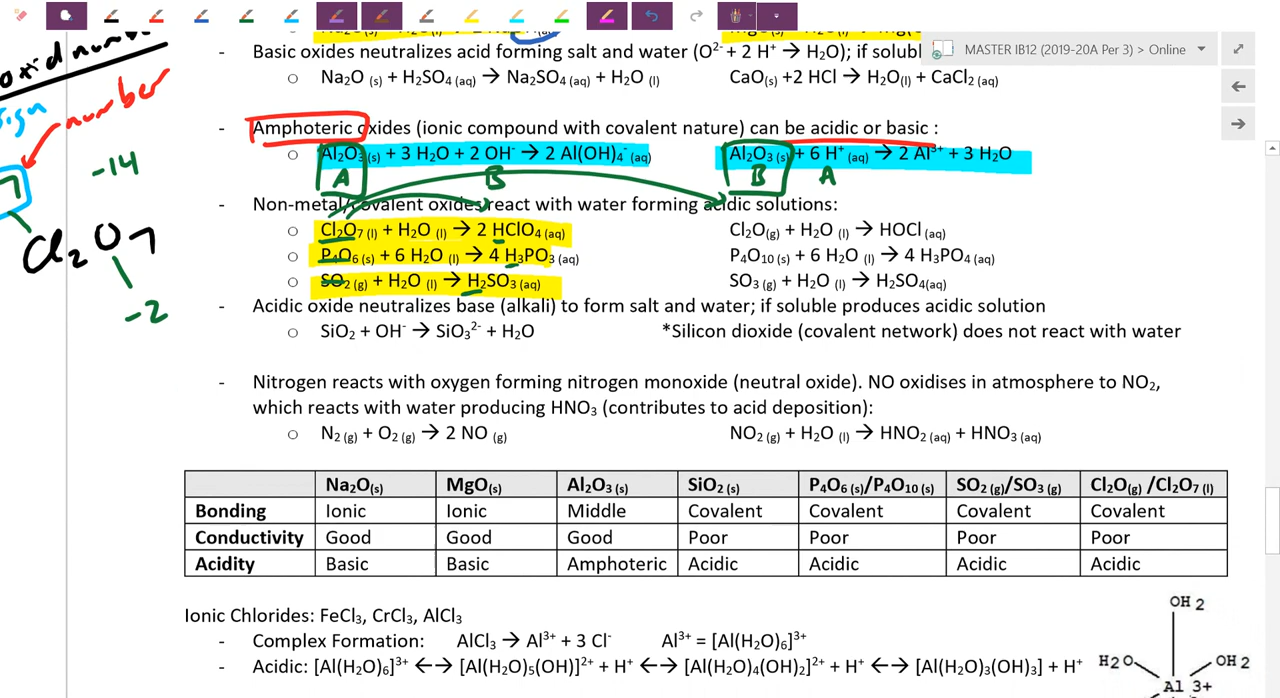 oxid number
sign
number
7
-14
Cl₂O₇
-2
MASTER IB12 (2019-20A Per 3) > Online
- Basic oxides neutralizes acid forming salt and water (O²⁻ + 2 H⁺ → H₂O); if solubl
o Na₂O (s) + H₂SO₄ (aq) → Na₂SO₄ (aq) + H₂O (l) CaO(s) +2 HCl → H₂O(l) + CaCl₂ (aq)
- Amphoteric oxides (ionic compound with covalent nature) can be acidic or basic :
o Al₂O₃ (s) + 3 H₂O + 2 OH⁻ → 2 Al(OH)₄⁻ (aq) Al₂O₃ (s) + 6 H⁺ (aq) → 2 Al³⁺ + 3 H₂O
A B B A
- Non-metal/covalent oxides react with water forming acidic solutions:
o Cl₂O₇ (l) + H₂O (l) → 2 HClO₄ (aq) Cl₂O(g) + H₂O (l) → HOCl (aq)
o P₄O₆ (s) + 6 H₂O (l) → 4 H₃PO₃ (aq) P₄O₁₀ (s) + 6 H₂O (l) → 4 H₃PO₄ (aq)
o SO₂ (g) + H₂O (l) → H₂SO₃ (aq) SO₃ (g) + H₂O (l) → H₂SO₄(aq)
- Acidic oxide neutralizes base (alkali) to form salt and water; if soluble produces acidic solution
o SiO₂ + OH⁻ → SiO₃²⁻ + H₂O *Silicon dioxide (covalent network) does not react with water
- Nitrogen reacts with oxygen forming nitrogen monoxide (neutral oxide). NO oxidises in atmosphere to NO₂,
which reacts with water producing HNO₃ (contributes to acid deposition):
o N₂ (g) + O₂ (g) → 2 NO (g) NO₂ (g) + H₂O (l) → HNO₂ (aq) + HNO₃ (aq)
Na₂O(s) MgO(s) Al₂O₃ (s) SiO₂ (s) P₄O₆ (s)/P₄O₁₀ (s) SO₂ (g)/SO₃ (g) Cl₂O(g) /Cl₂O₇ (l)
Bonding Ionic Ionic Middle Covalent Covalent Covalent Covalent
Conductivity Good Good Good Poor Poor Poor Poor
Acidity Basic Basic Amphoteric Acidic Acidic Acidic Acidic
Ionic Chlorides: FeCl₃, CrCl₃, AlCl₃
- Complex Formation: AlCl₃ → Al³⁺ + 3 Cl⁻ Al³⁺ = [Al(H₂O)₆]³⁺
- Acidic: [Al(H₂O)₆]³⁺ ←→ [Al(H₂O)₅(OH)]²⁺ + H⁺ ←→ [Al(H₂O)₄(OH)₂]²⁺ + H⁺ ←→ [Al(H₂O)₃(OH)₃] + H⁺
OH 2
H2O OH 2
Al 3+